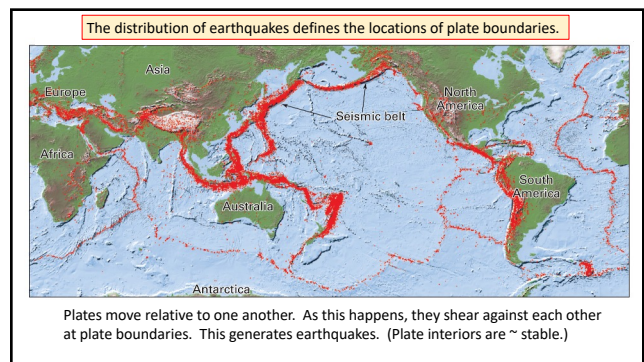 The distribution of earthquakes defines the locations of plate boundaries.
Asia
Europe
North
America
Seismic belt
Africa
South
America
Australia
Antarctica
Plates move relative to one another. As this happens, they shear against each other
at plate boundaries. This generates earthquakes. (Plate interiors are ~ stable.)